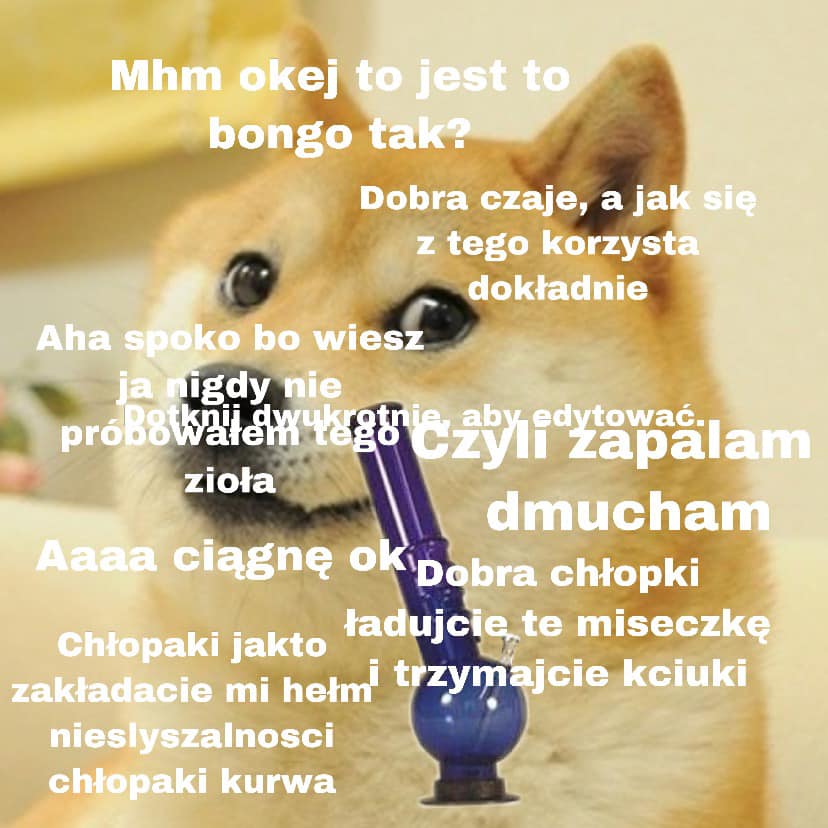 Mhm okej to jest to
bongo tak?
Dobra czaje, a jak się
z tego korzysta
dokładnie
Aha spoko bo wiesz
ja nigdy nie
próbowałem tego
zioła
Dotknij dwukrotnie, aby edytować.
Czyli zapalam
dmucham
Aaaa ciągnę ok
Dobra chłopki
ładujcie te miseczkę
i trzymajcie kciuki
Chłopaki jakto
zakładacie mi hełm
nieslyszalnosci
chłopaki kurwa